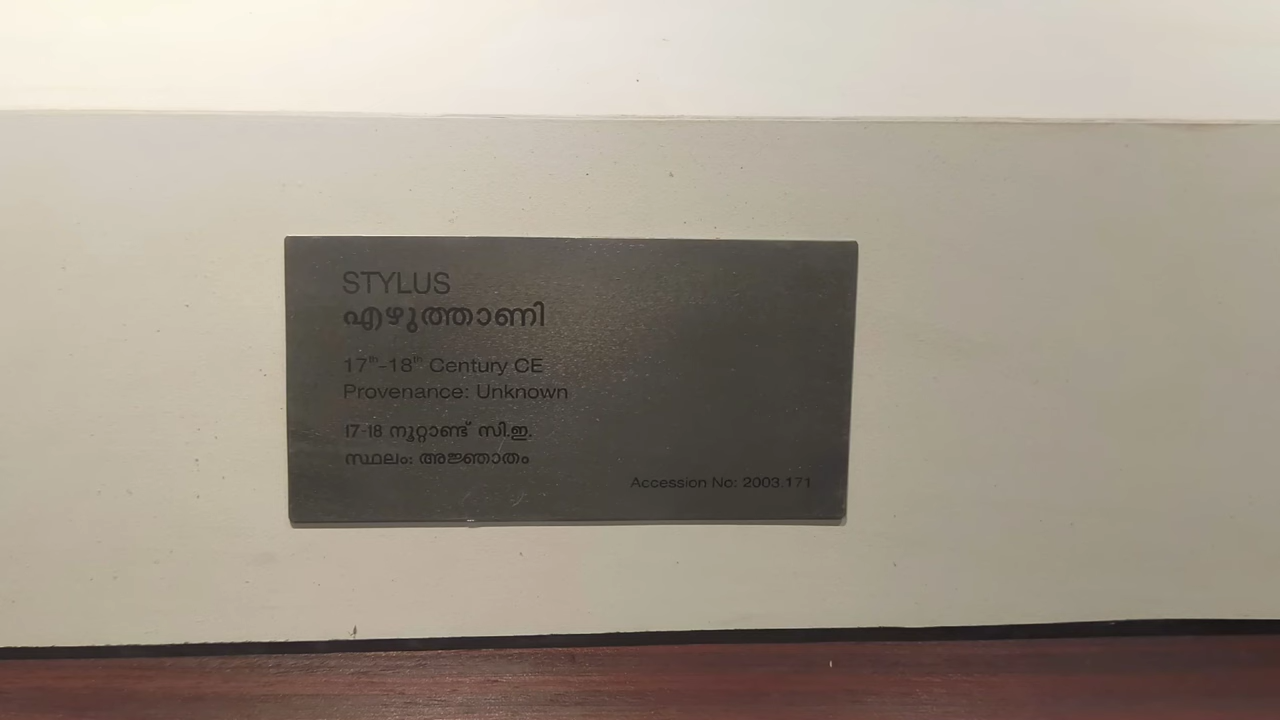 STYLUS
എഴുത്താണി
17th-18th Century CE
Provenance: Unknown
17-18 നൂറ്റാണ്ട് സി.ഇ.
സ്ഥലം: അജ്ഞാതം
Accession No: 2003.171